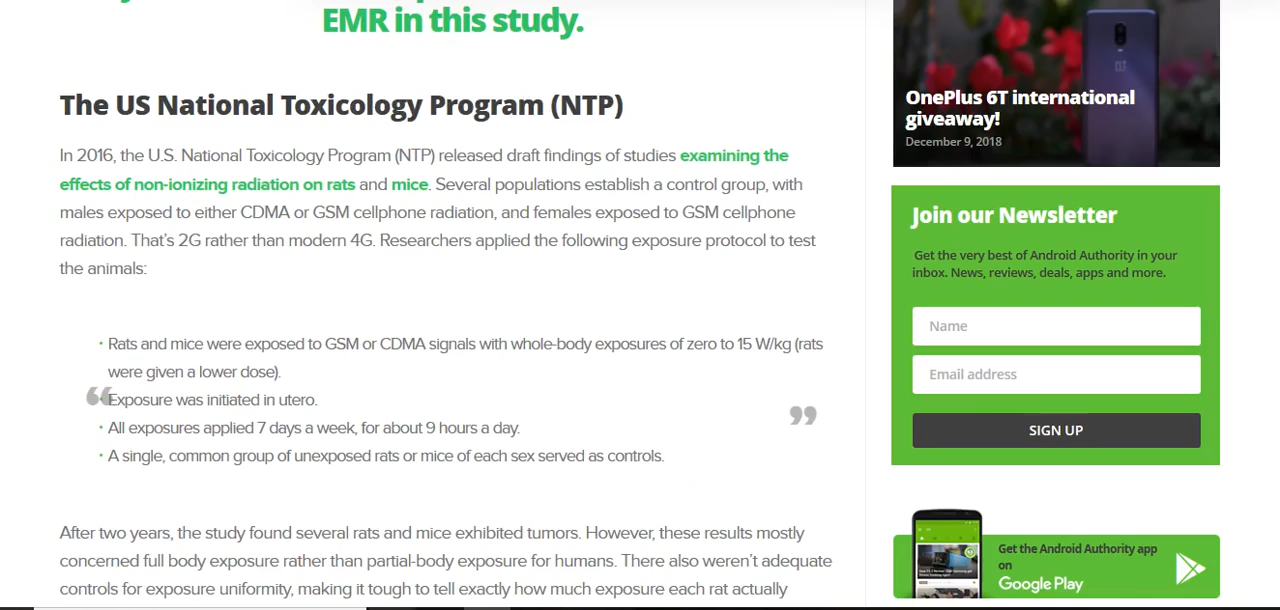 EMR in this study.
The US National Toxicology Program (NTP)
In 2016, the U.S. National Toxicology Program (NTP) released draft findings of studies examining the
effects of non-ionizing radiation on rats and mice. Several populations establish a control group, with
males exposed to either CDMA or GSM cellphone radiation, and females exposed to GSM cellphone
radiation. That's 2G rather than modern 4G. Researchers applied the following exposure protocol to test
the animals:
• Rats and mice were exposed to GSM or CDMA signals with whole-body exposures of zero to 15 W/kg (rats
were given a lower dose).
“
• Exposure was initiated in utero.
• All exposures applied 7 days a week, for about 9 hours a day.
• A single, common group of unexposed rats or mice of each sex served as controls.
”
After two years, the study found several rats and mice exhibited tumors. However, these results mostly
concerned full body exposure rather than partial-body exposure for humans. There also weren't adequate
controls for exposure uniformity, making it tough to tell exactly how much exposure each rat actually
OnePlus 6T international
giveaway!
December 9, 2018
Join our Newsletter
Get the very best of Android Authority in your
inbox. News, reviews, deals, apps and more.
Name
Email address
SIGN UP
Get the Android Authority app
on
Google Play